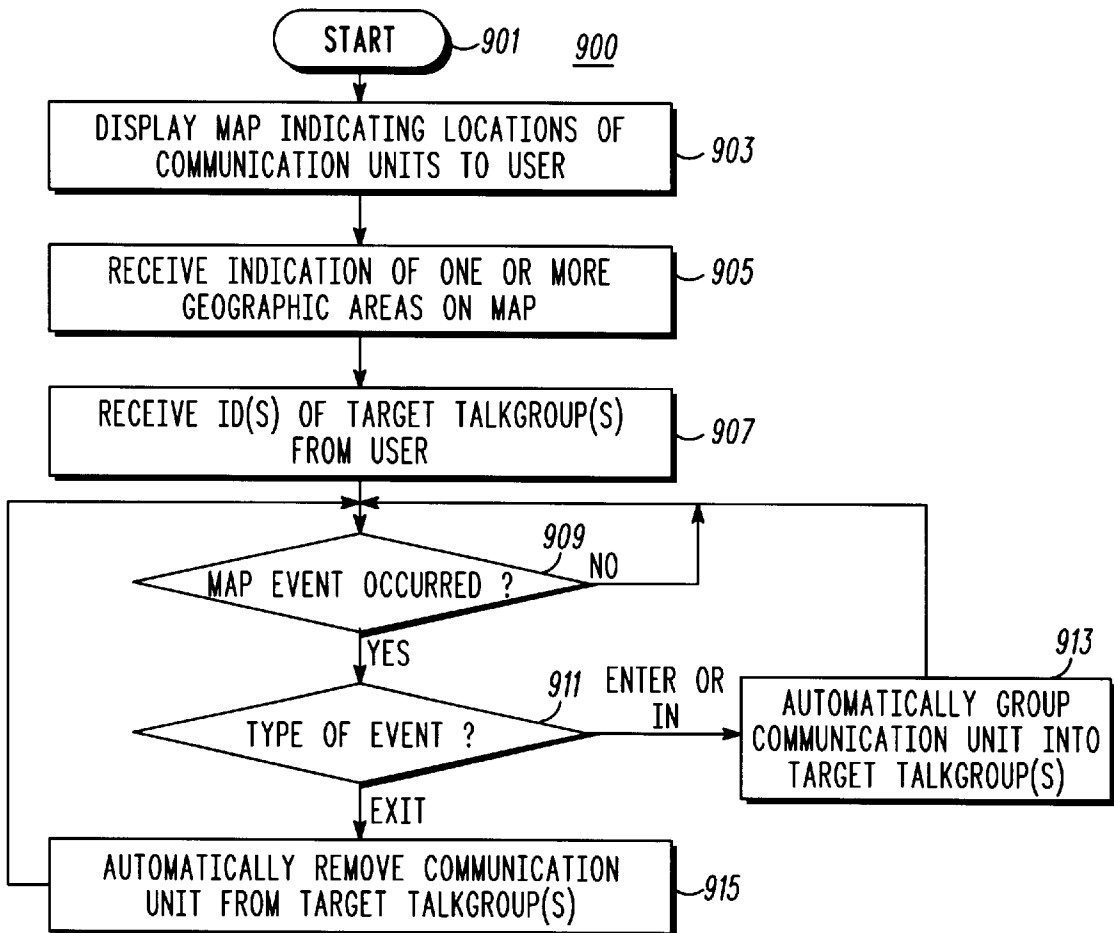 START
901
900
DISPLAY MAP INDICATING LOCATIONS OF
COMMUNICATION UNITS TO USER
903
RECEIVE INDICATION OF ONE OR MORE
GEOGRAPHIC AREAS ON MAP
905
RECEIVE ID(S) OF TARGET TALKGROUP(S)
FROM USER
907
909
MAP EVENT OCCURRED ?
NO
YES
911
TYPE OF EVENT ?
ENTER OR
IN
913
AUTOMATICALLY GROUP
COMMUNICATION UNIT INTO
TARGET TALKGROUP(S)
EXIT
AUTOMATICALLY REMOVE COMMUNICATION
UNIT FROM TARGET TALKGROUP(S)
915